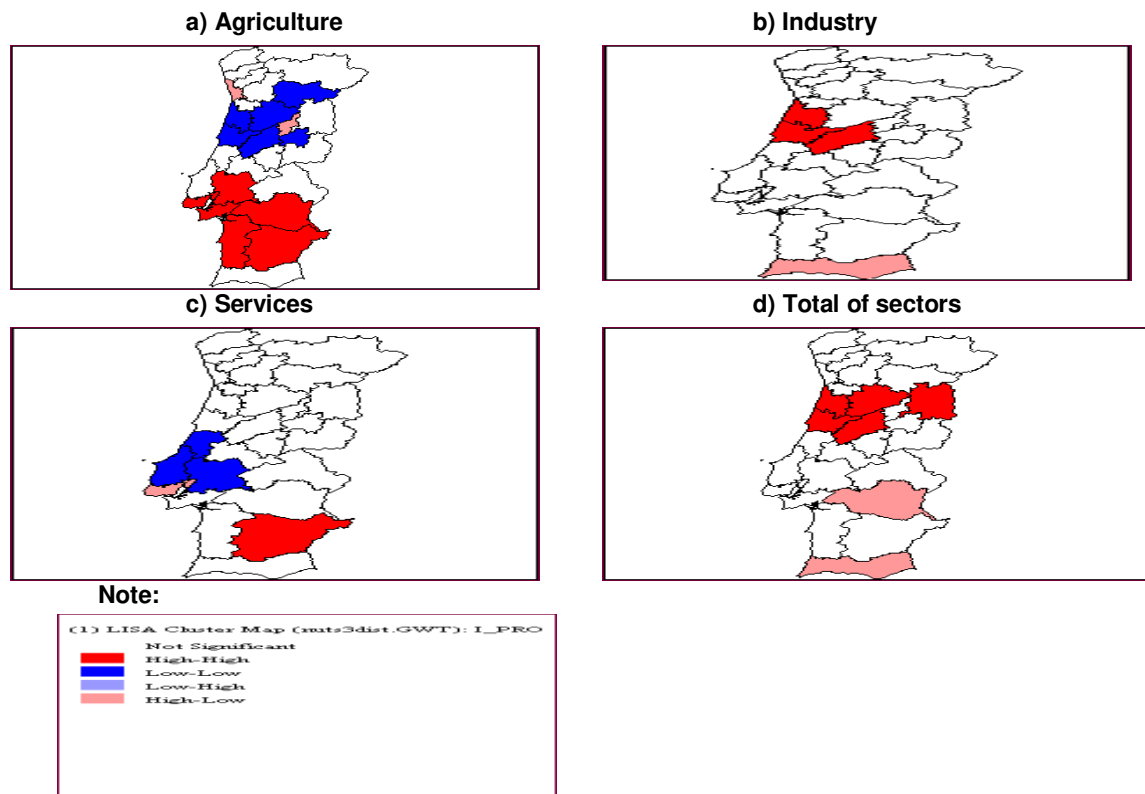 a) Agriculture
b) Industry
c) Services
d) Total of sectors
Note:
(1) LISA Cluster Map (nuts3dist.GWT): I_PRO
Not Significant
High-High
Low-Low
Low-High
High-Low